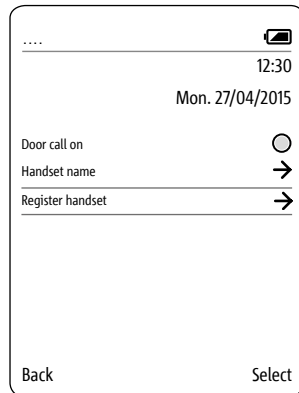 ....
12:30
Mon. 27/04/2015
Door call on
Handset name
Register handset
Back Select